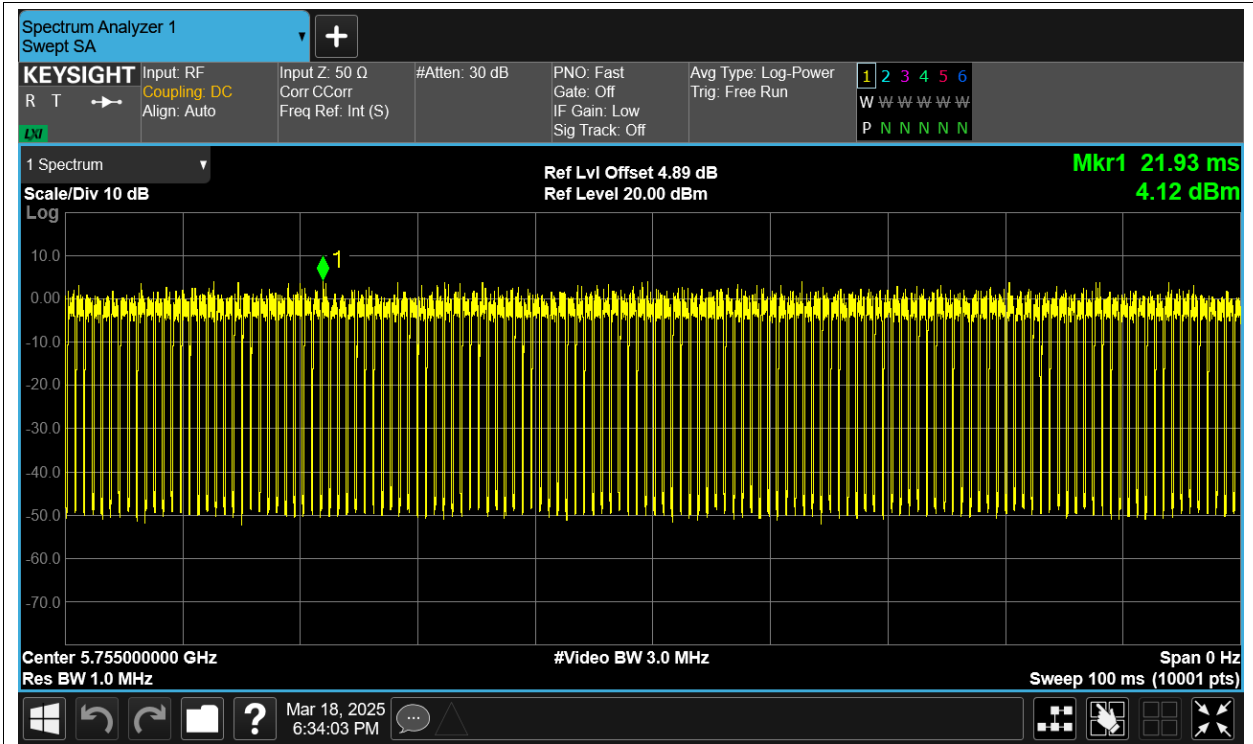 Spectrum Analyzer 1
Swept SA
KEYSIGHT
R T
LXI
Input: RF
Coupling: DC
Align: Auto
Input Z: 50 Ω
Corr CCorr
Freq Ref: Int (S)
#Atten: 30 dB
PNO: Fast
Gate: Off
IF Gain: Low
Sig Track: Off
Avg Type: Log-Power
Trig: Free Run
1 2 3 4 5 6
W W W W W W
P N N N N N
1 Spectrum
Scale/Div 10 dB
Ref Lvl Offset 4.89 dB
Ref Level 20.00 dBm
Mkr1 21.93 ms
4.12 dBm
Log
1
10.0
0.00
-10.0
-20.0
-30.0
-40.0
-50.0
-60.0
-70.0
Center 5.755000000 GHz
#Video BW 3.0 MHz
Span 0 Hz
Res BW 1.0 MHz
Sweep 100 ms (10001 pts)
?
Mar 18, 2025
6:34:03 PM